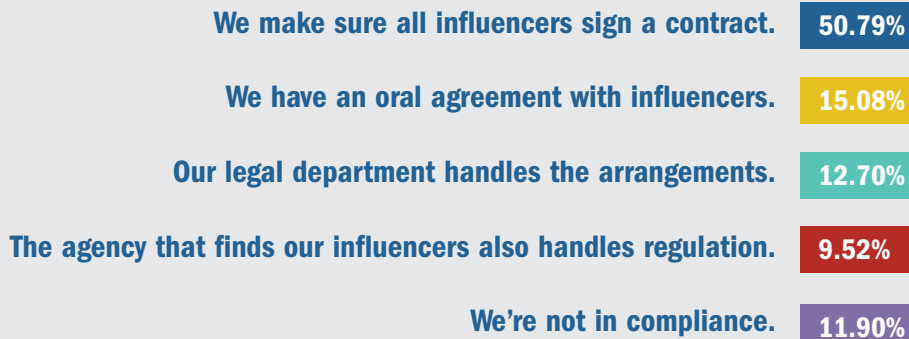 We make sure all influencers sign a contract. 50.79%
We have an oral agreement with influencers. 15.08%
Our legal department handles the arrangements. 12.70%
The agency that finds our influencers also handles regulation. 9.52%
We’re not in compliance. 11.90%